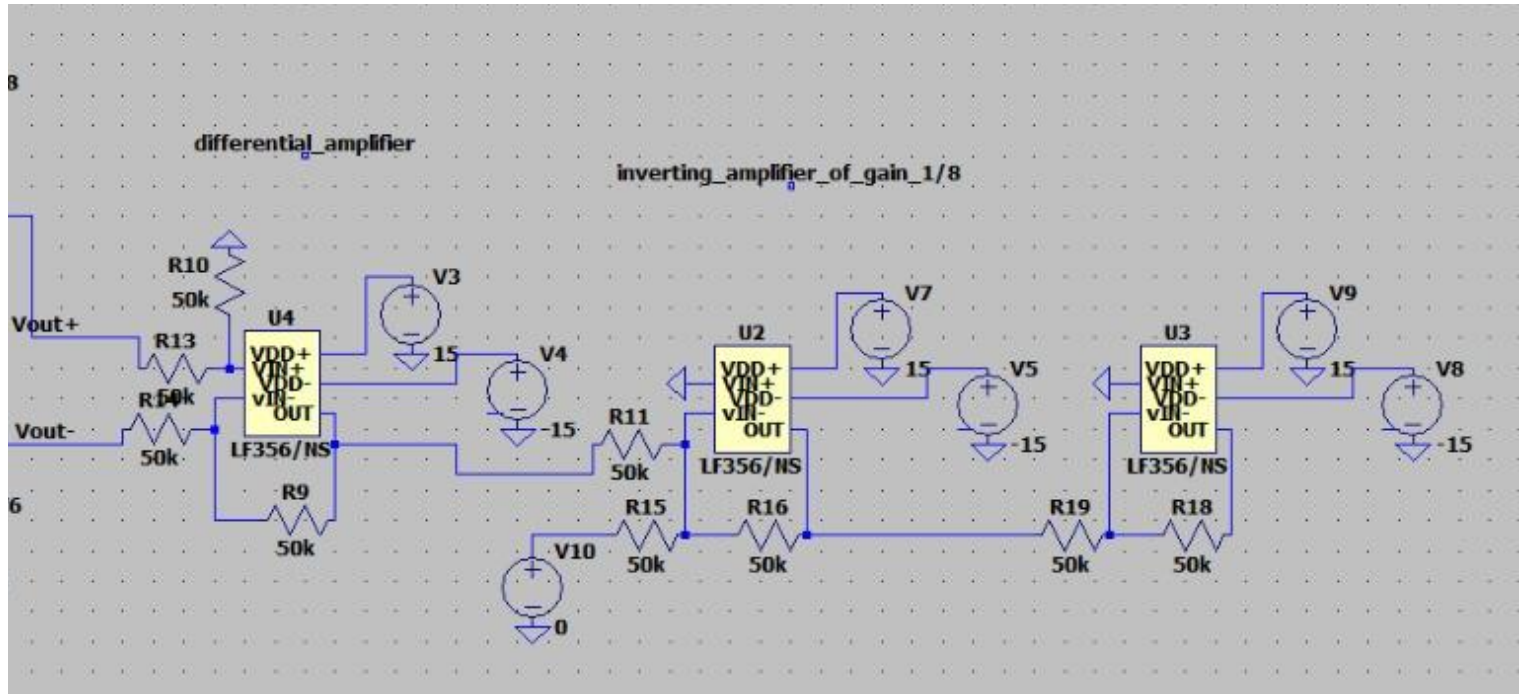 8
differential_amplifier
inverting_amplifier_of_gain_1/8
R10
50k
V3
15
U4
VDD+
VIN+
VDD-
vIN-
OUT
LF356/NS
Vout+
R13
50k
R14
Vout-
50k
V4
-15
R9
50k
6
R11
50k
U2
VDD+
VIN+
VDD-
vIN-
OUT
LF356/NS
V7
15
V5
-15
R15
50k
R16
50k
V10
0
R19
50k
R18
50k
U3
VDD+
VIN+
VDD-
vIN-
OUT
LF356/NS
V9
15
V8
-15